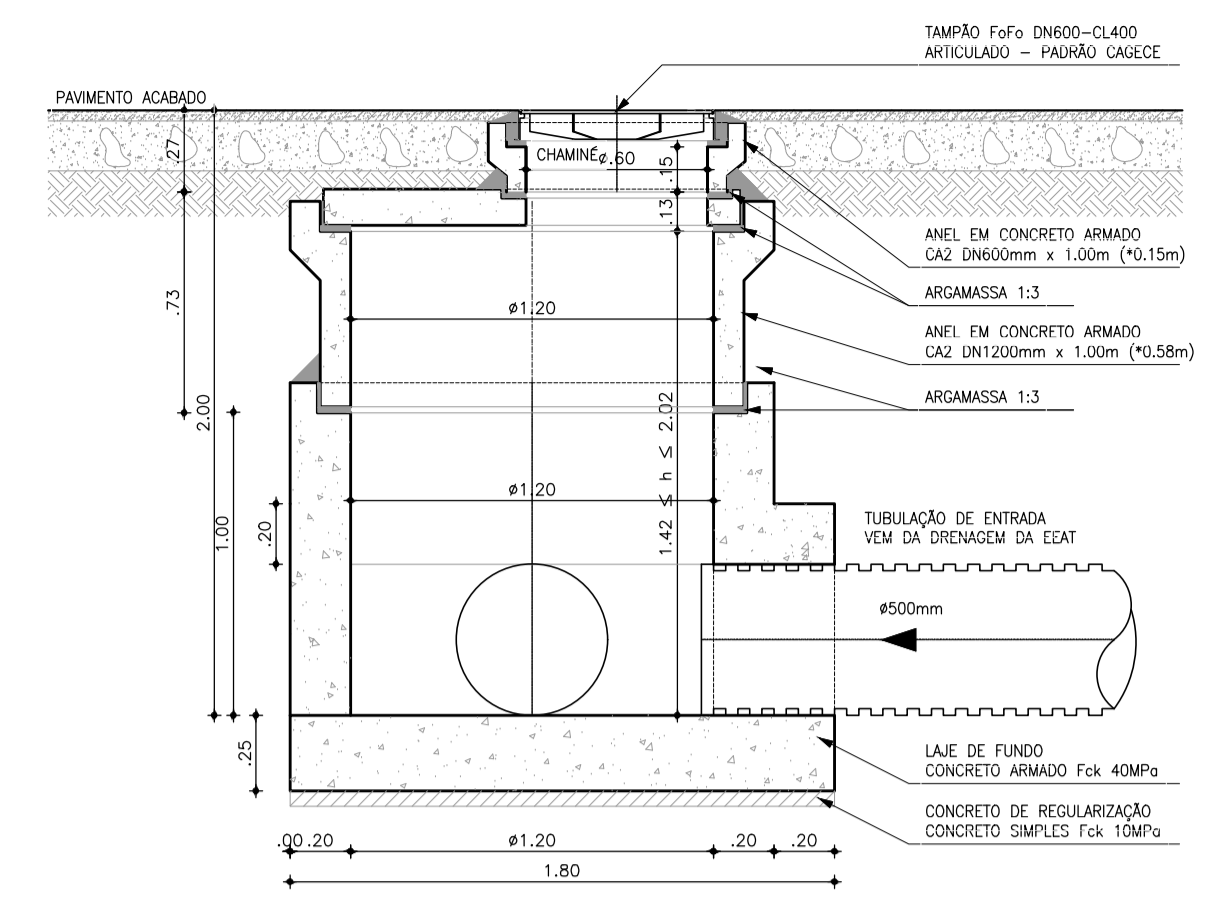 TAMPÃO FoFo DN600-CL400
ARTICULADO - PADRÃO CAGECE
PAVIMENTO ACABADO
.27
CHAMINÉ
ø.60
.15
.13
ANEL EM CONCRETO ARMADO
CA2 DN600mm x 1.00m (*0.15m)
ARGAMASSA 1:3
.73
ø1.20
ANEL EM CONCRETO ARMADO
CA2 DN1200mm x 1.00m (*0.58m)
ARGAMASSA 1:3
2.00
1.42 ≤ h ≤ 2.02
ø1.20
1.00
.20
TUBULAÇÃO DE ENTRADA
VEM DA DRENAGEM DA EEAT
ø500mm
.25
LAJE DE FUNDO
CONCRETO ARMADO Fck 40MPa
CONCRETO DE REGULARIZAÇÃO
CONCRETO SIMPLES Fck 10MPa
.00 .20 ø1.20 .20 .20
1.80